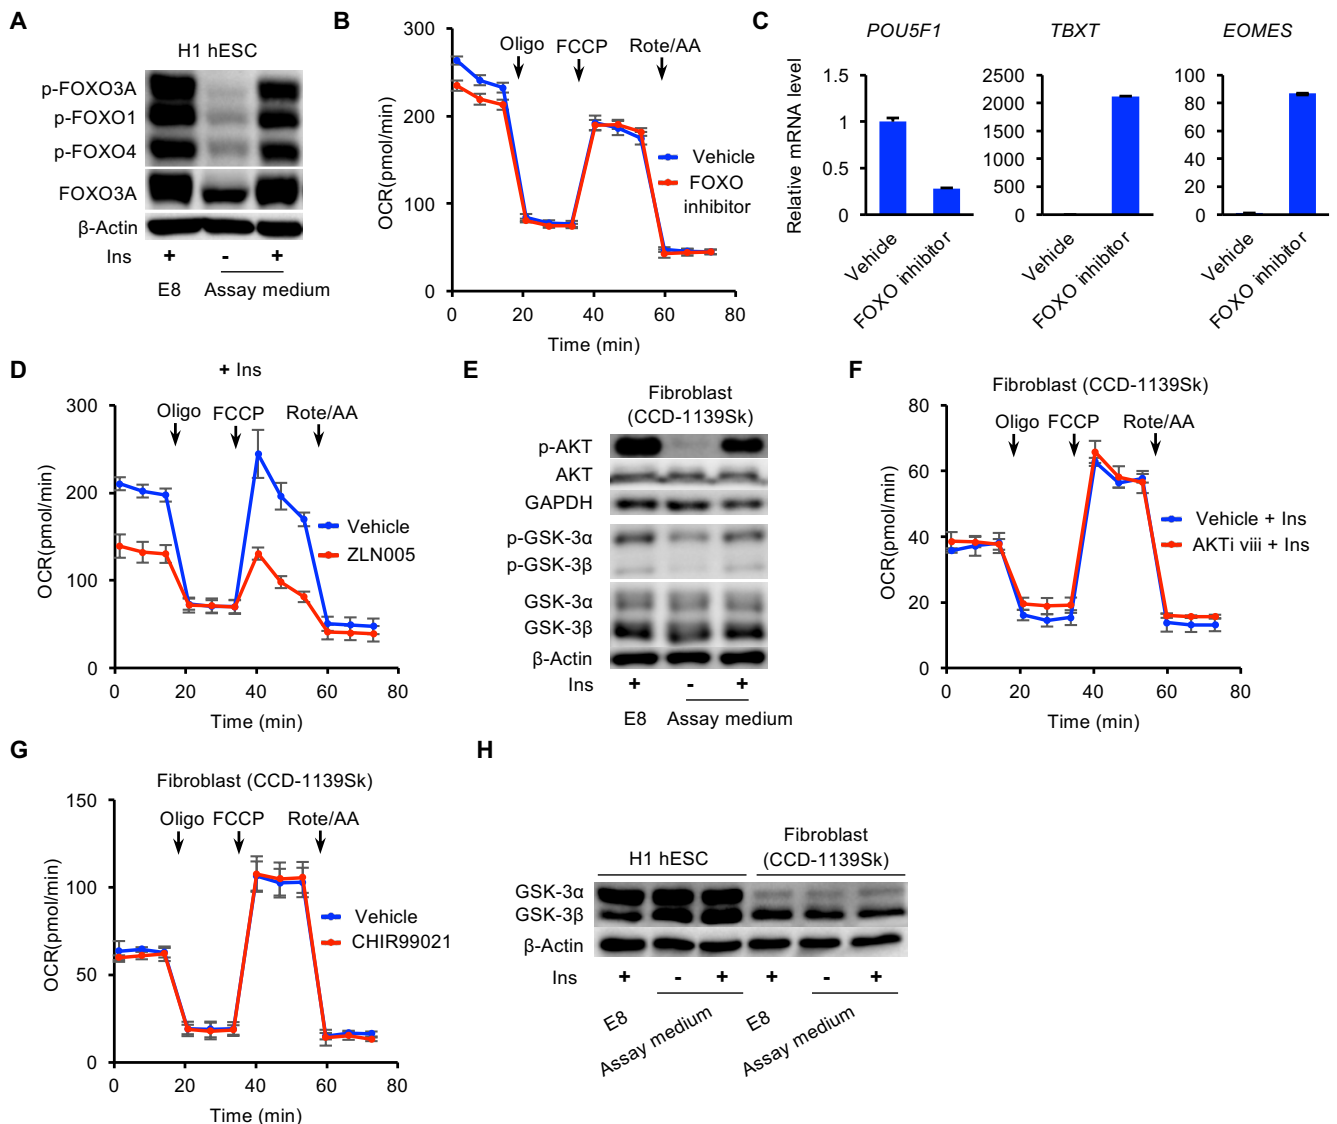 A
H1 hESC
p-FOXO3A
p-FOXO1
p-FOXO4
FOXO3A
β-Actin
Ins + - +
E8 Assay medium
B
300
200
100
0
OCR(pmol/min)
Oligo FCCP Rote/AA
Vehicle
FOXO
inhibitor
0 20 40 60 80
Time (min)
C
POU5F1 TBXT EOMES
Relative mRNA level
1.5
1
0.5
0
Vehicle
FOXO inhibitor
2500
2000
1500
1000
500
0
Vehicle
FOXO inhibitor
100
80
60
40
20
0
Vehicle
FOXO inhibitor
D
+ Ins
300
200
100
0
OCR(pmol/min)
Oligo FCCP Rote/AA
Vehicle
ZLN005
0 20 40 60 80
Time (min)
E
Fibroblast
(CCD-1139Sk)
p-AKT
AKT
GAPDH
p-GSK-3α
p-GSK-3β
GSK-3α
GSK-3β
β-Actin
Ins + - +
E8 Assay medium
F
Fibroblast (CCD-1139Sk)
80
60
40
20
0
OCR(pmol/min)
Oligo FCCP Rote/AA
Vehicle + Ins
AKTi viii + Ins
0 20 40 60 80
Time (min)
G
Fibroblast (CCD-1139Sk)
150
100
50
0
OCR(pmol/min)
Oligo FCCP Rote/AA
Vehicle
CHIR99021
0 20 40 60 80
Time (min)
H
H1 hESC
Fibroblast
(CCD-1139Sk)
GSK-3α
GSK-3β
β-Actin
Ins + - + + - +
E8 Assay medium E8 Assay medium